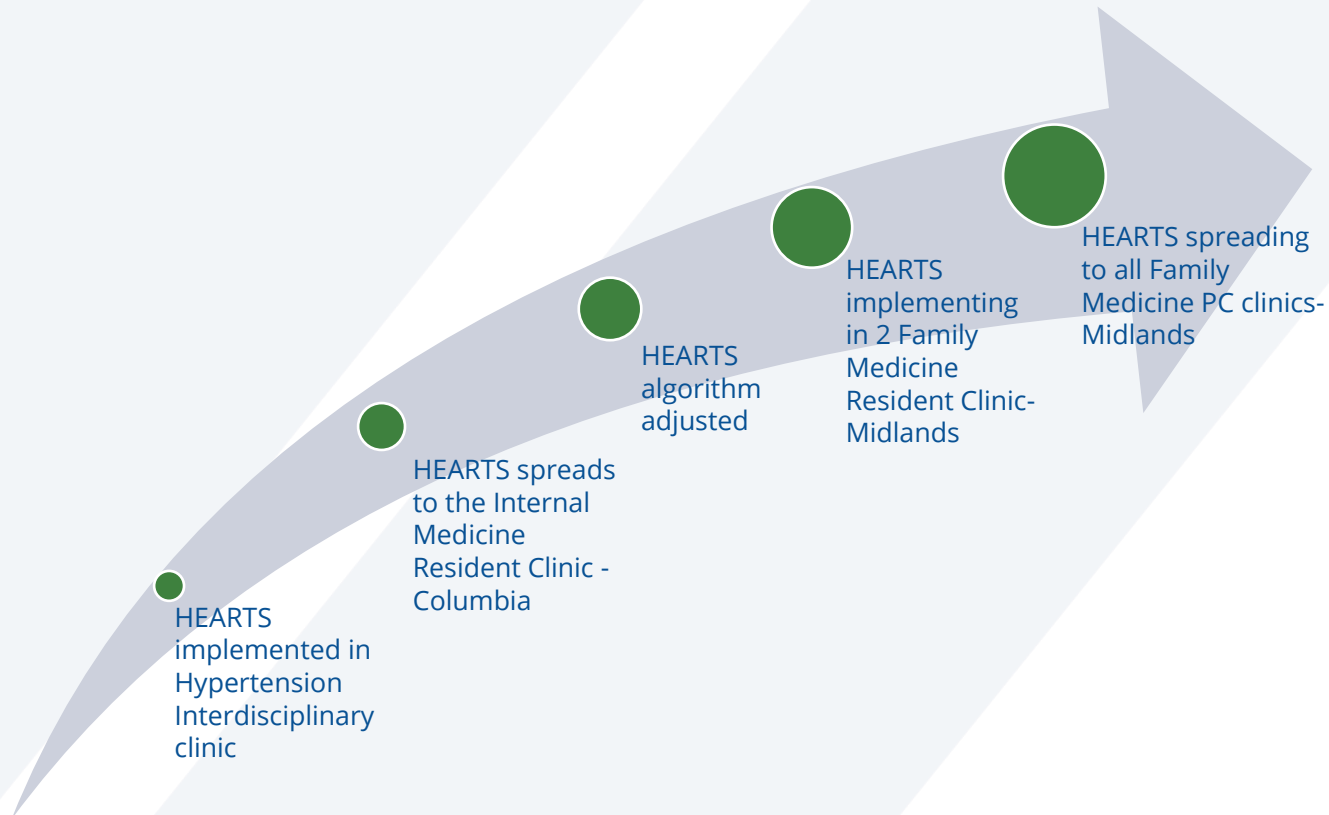 HEARTS
implemented in
Hypertension
Interdisciplinary
clinic
HEARTS spreads
to the Internal
Medicine
Resident Clinic -
Columbia
HEARTS
algorithm
adjusted
HEARTS
implementing
in 2 Family
Medicine
Resident Clinic-
Midlands
HEARTS spreading
to all Family
Medicine PC clinics-
Midlands